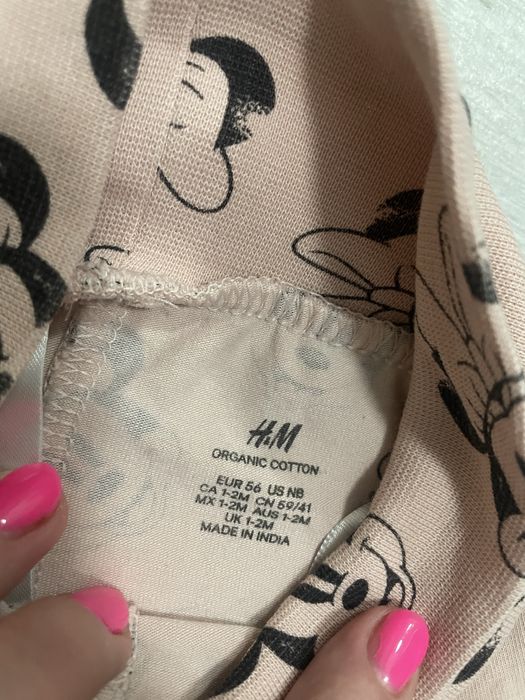 H&M
ORGANIC COTTON
EUR 56 US NB
CA 1-2M CN 59/41
MX 1-2M AUS 1-2M
UK 1-2M
MADE IN INDIA